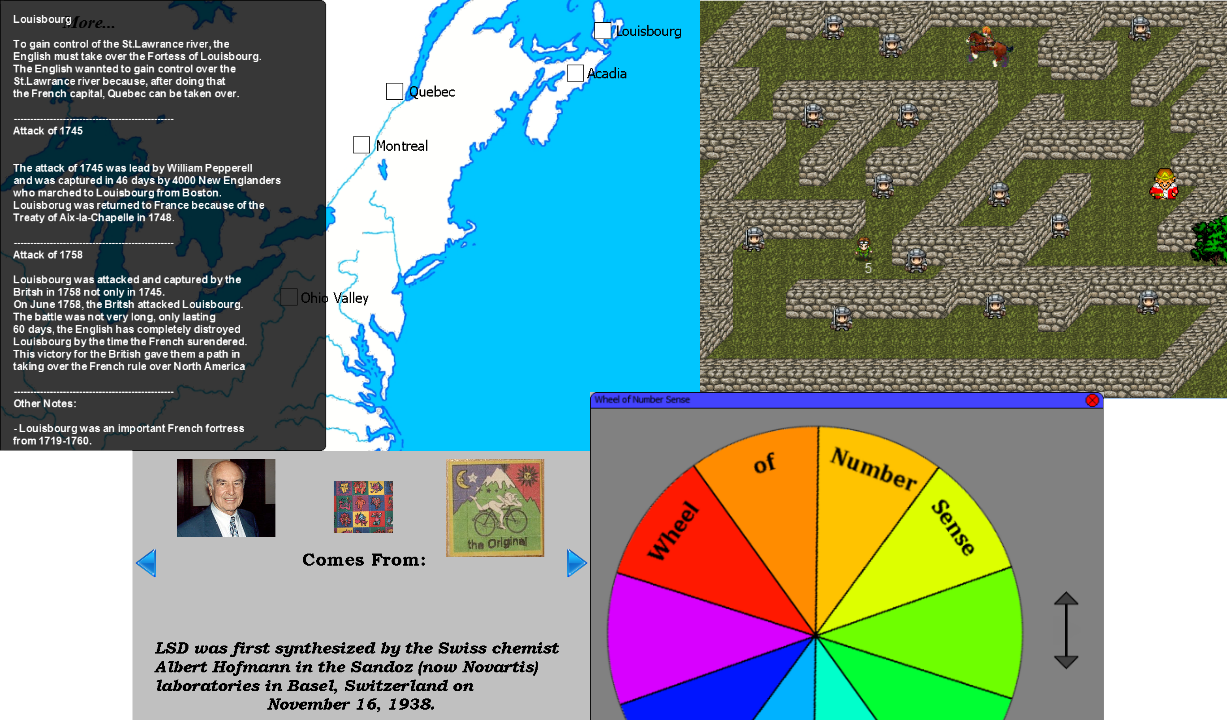 Louisbourg
More...
To gain control of the St.Lawrance river, the
English must take over the Fortess of Louisbourg.
The English wannted to gain control over the
St.Lawrance river because, after doing that
the French capital, Quebec can be taken over.
------------------------------------------------
Attack of 1745
The attack of 1745 was lead by William Pepperell
and was captured in 46 days by 4000 New Englanders
who marched to Louisbourg from Boston.
Louisborug was returned to France because of the
Treaty of Aix-la-Chapelle in 1748.
------------------------------------------------
Attack of 1758
Louisbourg was attacked and captured by the
Britsh in 1758 not only in 1745.
On June 1758, the Britsh attacked Louisbourg.
The battle was not very long, only lasting
60 days, the English has completely distroyed
Louisbourg by the time the French surendered.
This victory for the British gave them a path in
taking over the French rule over North America
------------------------------------------------
Other Notes:
- Louisbourg was an important French fortress
from 1719-1760.
Louisbourg
Acadia
Quebec
Montreal
Ohio Valley
5
Wheel of Number Sense
Wheel
of
Number
Sense
the Original
Comes From:
LSD was first synthesized by the Swiss chemist
Albert Hofmann in the Sandoz (now Novartis)
laboratories in Basel, Switzerland on
November 16, 1938.